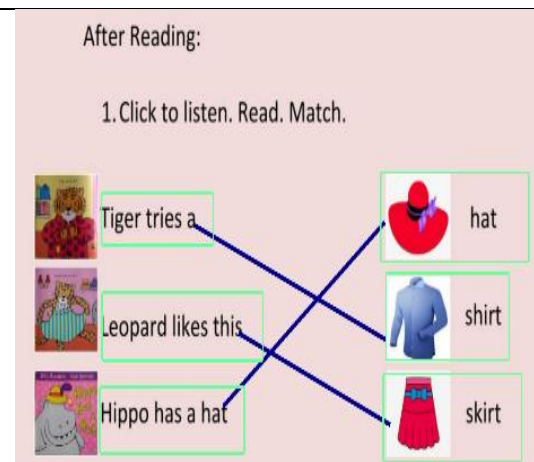 After Reading:
1. Click to listen. Read. Match.
Tiger tries a
hat
Leopard likes this
shirt
Hippo has a hat
skirt